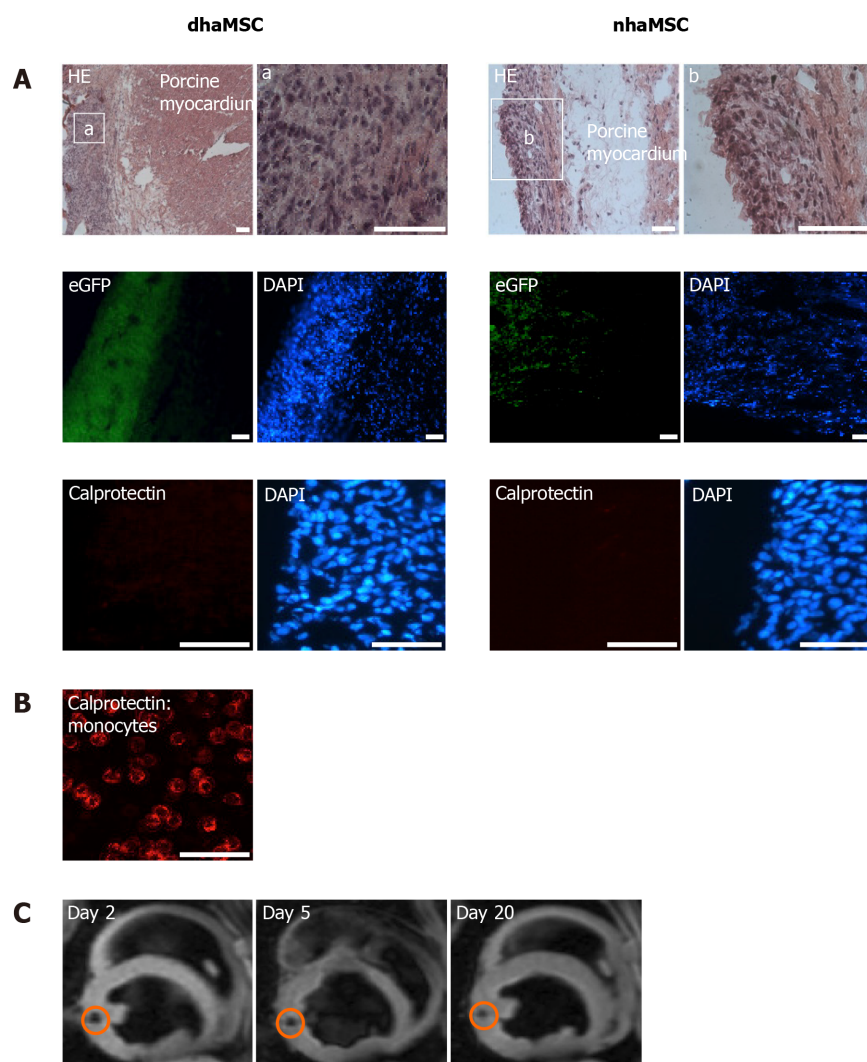 dhaMSC
nhaMSC
A
HE
Porcine
myocardium
a
a
HE
Porcine
myocardium
b
b
eGFP
DAPI
eGFP
DAPI
Calprotectin
DAPI
Calprotectin
DAPI
B
Calprotectin:
monocytes
C
Day 2
Day 5
Day 20